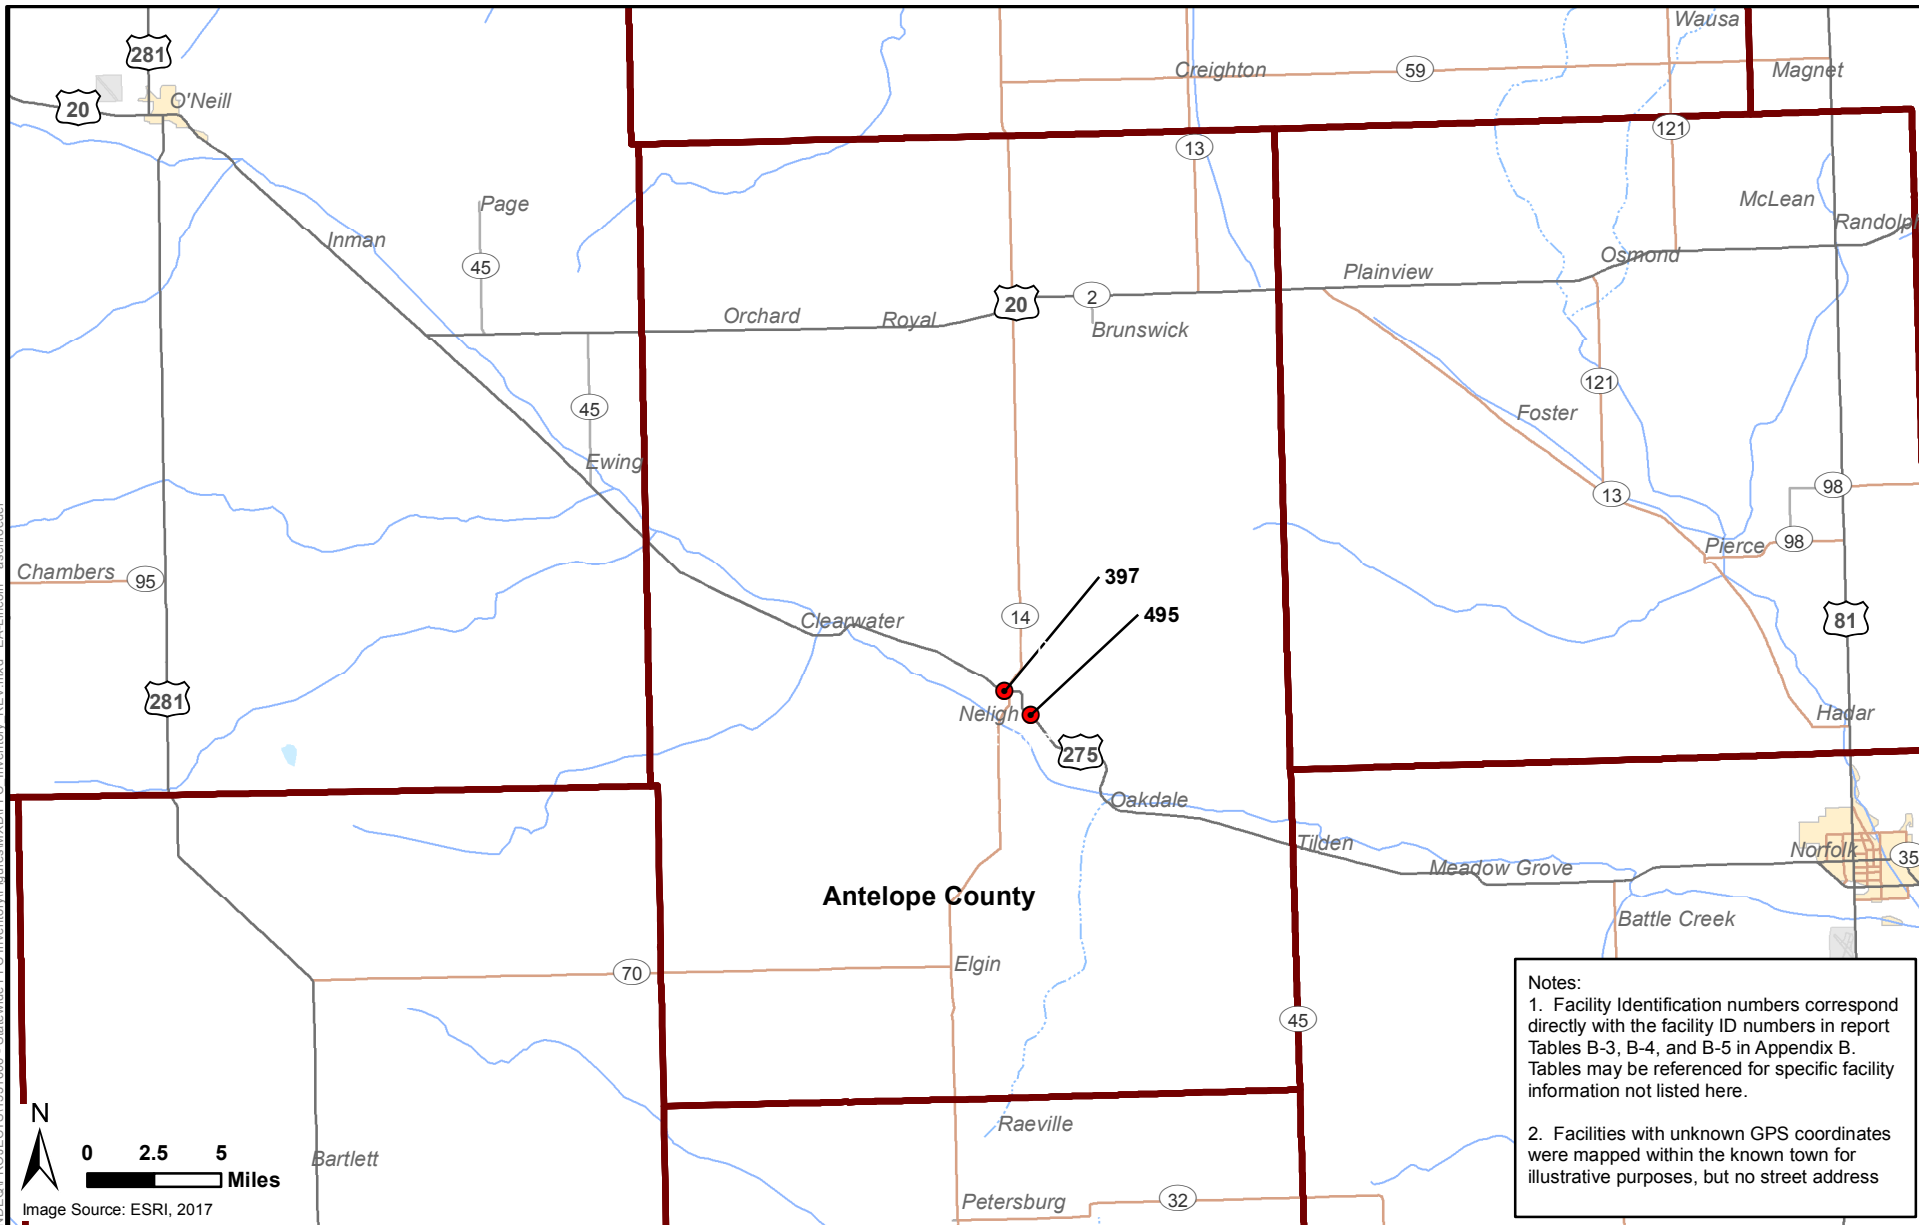 Wausa
281
Creighton
59
Magnet
20
O'Neill
121
13
Page
McLean
Randolp
Inman
45
Osmond
Plainview
20
2
Orchard
Royal
Brunswick
121
45
Foster
Ewing
98
13
98
Pierce
Chambers
95
397
14
495
Clearwater
81
281
Neligh
Hadar
275
Oakdale
Tilden
Norfolk
35
Meadow Grove
Antelope County
Battle Creek
Elgin
70
45
Raeville
Bartlett
Petersburg
32
Notes:
1. Facility Identification numbers correspond
directly with the facility ID numbers in report
Tables B-3, B-4, and B-5 in Appendix B.
Tables may be referenced for specific facility
information not listed here.
2. Facilities with unknown GPS coordinates
were mapped within the known town for
illustrative purposes, but no street address
N
0 2.5 5
Miles
Image Source: ESRI, 2017